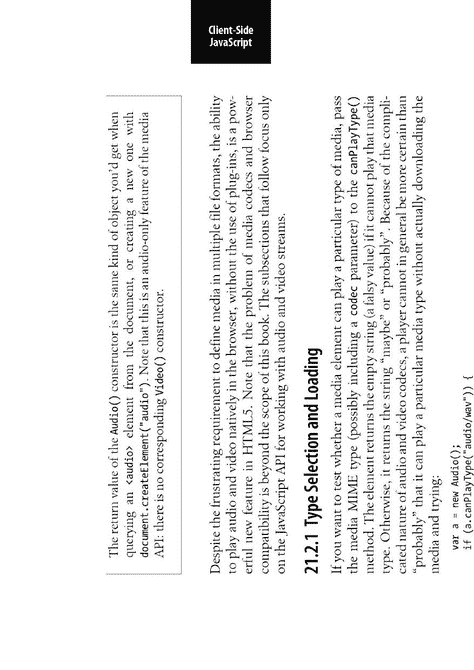 Client-Side
JavaScript
The return value of the Audio() constructor is the same kind of object you'd get when
querying an <audio> element from the document, or creating a new one with
document.createElement("audio"). Note that this is an audio-only feature of the media
API: there is no corresponding Video() constructor.
Despite the frustrating requirement to define media in multiple file formats, the ability
to play audio and video natively in the browser, without the use of plug-ins, is a pow-
erful new feature in HTML5. Note that the problem of media codecs and browser
compatibility is beyond the scope of this book. The subsections that follow focus only
on the JavaScript API for working with audio and video streams.
21.2.1 Type Selection and Loading
If you want to test whether a media element can play a particular type of media, pass
the media MIME type (possibly including a codec parameter) to the canPlayType()
method. The element returns the empty string (a falsy value) if it cannot play that media
type. Otherwise, it returns the string "maybe" or "probably". Because of the compli-
cated nature of audio and video codecs, a player cannot in general be more certain than
"probably" that it can play a particular media type without actually downloading the
media and trying:
var a = new Audio();
if (a.canPlayType("audio/wav")) {